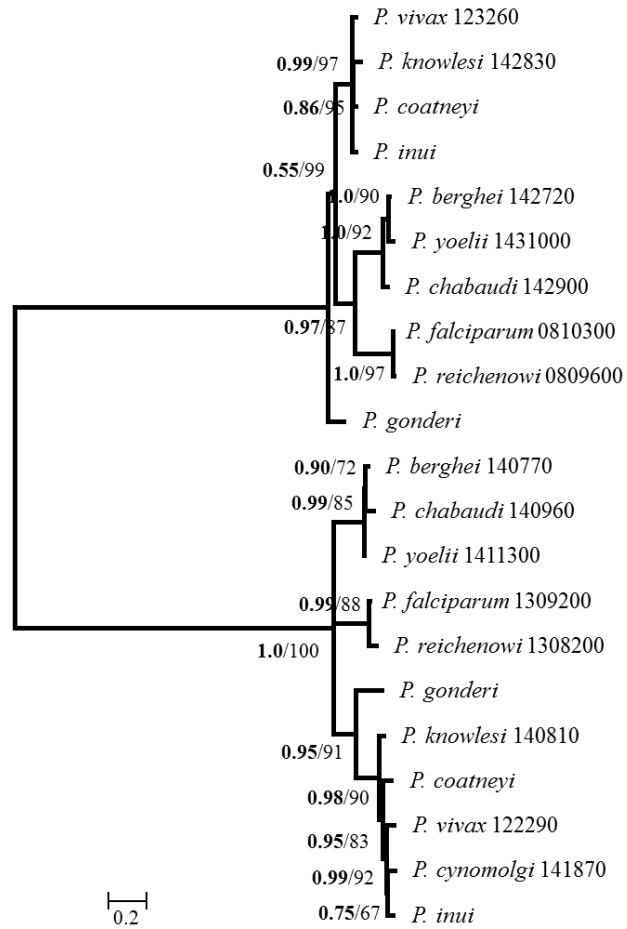 P. vivax 123260
0.99/97
P. knowlesi 142830
0.86/95
P. coatneyi
P. inui
0.55/99
1.0/90
P. berghei 142720
1.0/92
P. yoelii 1431000
P. chabaudi 142900
0.97/87
P. falciparum 0810300
1.0/97
P. reichenowi 0809600
P. gonderi
0.90/72
P. berghei 140770
0.99/85
P. chabaudi 140960
P. yoelii 1411300
0.99/88
P. falciparum 1309200
1.0/100
P. reichenowi 1308200
P. gonderi
P. knowlesi 140810
0.95/91
P. coatneyi
0.98/90
P. vivax 122290
0.95/83
P. cynomolgi 141870
0.99/92
0.75/67
P. inui
0.2